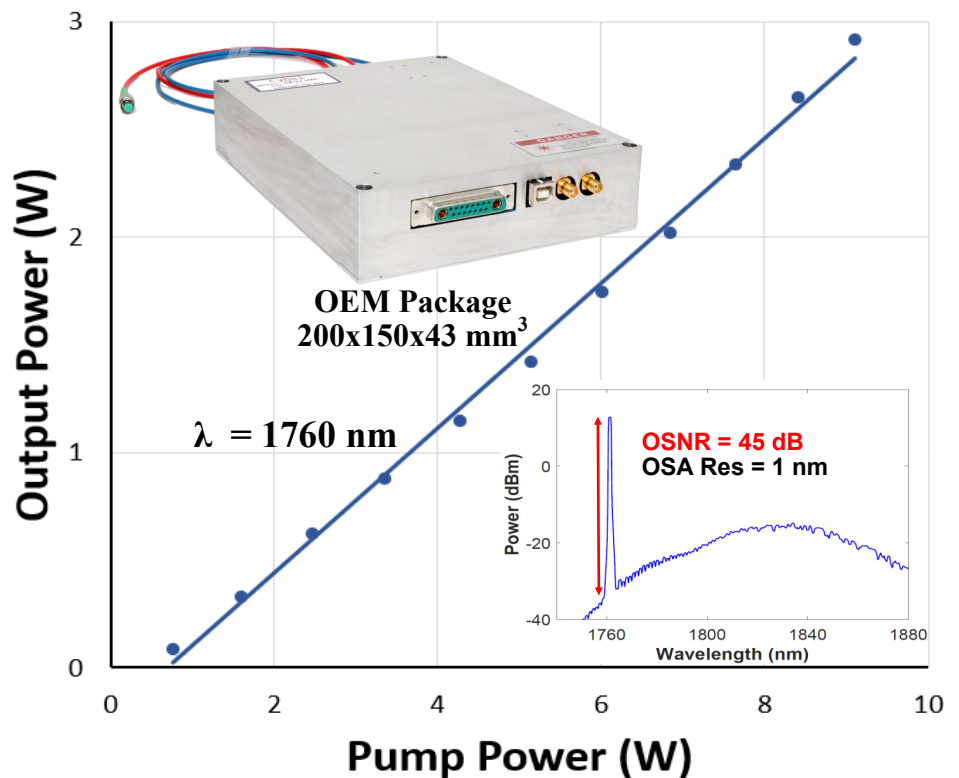 3
2
1
0
Output Power (W)
0 2 4 6 8 10
Pump Power (W)
DANGER
OEM Package
200x150x43 mm³
λ = 1760 nm
20
0
-20
-40
Power (dBm)
OSNR = 45 dB
OSA Res = 1 nm
1760 1800 1840 1880
Wavelength (nm)